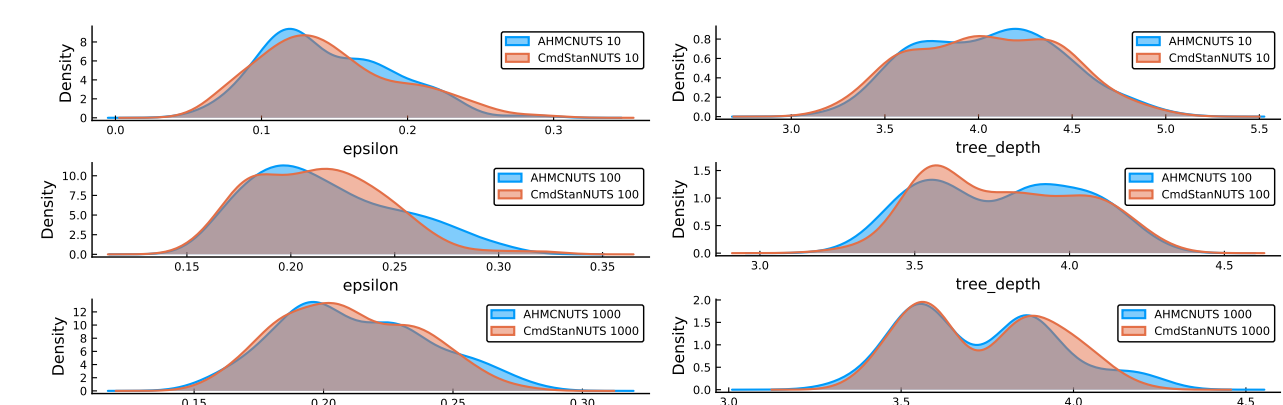 Density
8
6
4
2
0
AHMCNUTS 10
CmdStanNUTS 10
0.0 0.1 0.2 0.3
epsilon
Density
0.8
0.6
0.4
0.2
0.0
AHMCNUTS 10
CmdStanNUTS 10
3.0 3.5 4.0 4.5 5.0 5.5
tree_depth
Density
10.0
7.5
5.0
2.5
0.0
AHMCNUTS 100
CmdStanNUTS 100
0.15 0.20 0.25 0.30 0.35
epsilon
Density
1.5
1.0
0.5
0.0
AHMCNUTS 100
CmdStanNUTS 100
3.0 3.5 4.0 4.5
tree_depth
Density
12
10
8
6
4
2
0
AHMCNUTS 1000
CmdStanNUTS 1000
0.15 0.20 0.25 0.30
Density
2.0
1.5
1.0
0.5
0.0
AHMCNUTS 1000
CmdStanNUTS 1000
3.0 3.5 4.0 4.5